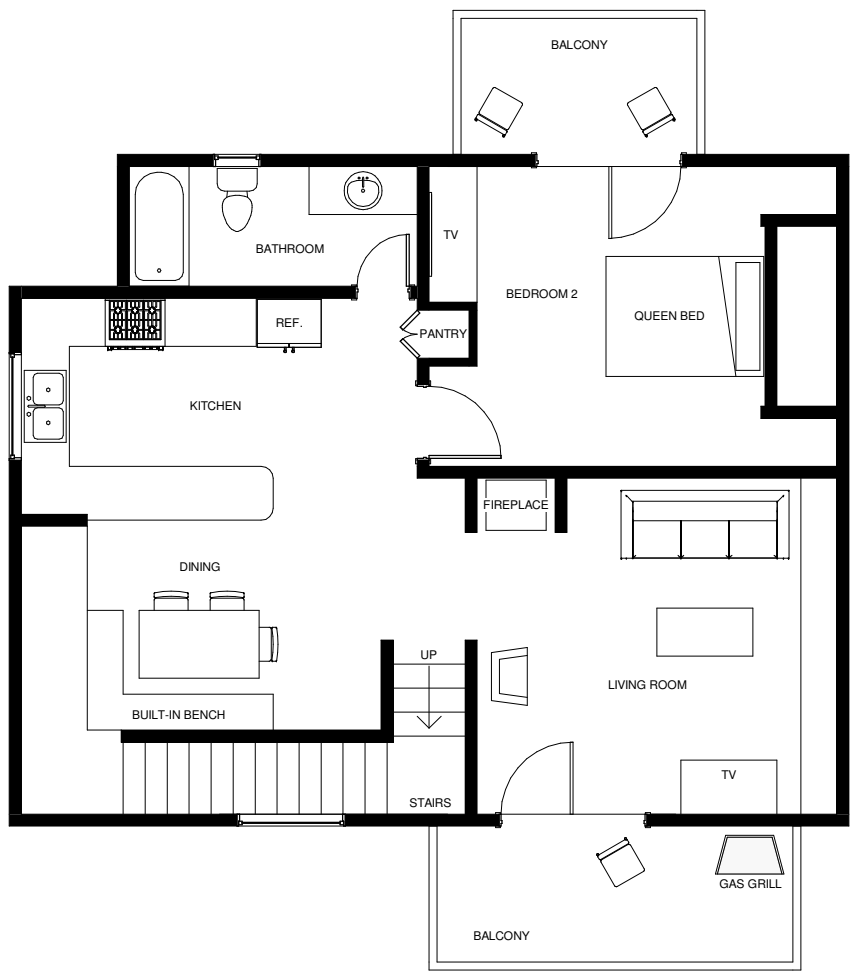 BALCONY
BATHROOM
TV
BEDROOM 2
QUEEN BED
REF.
PANTRY
KITCHEN
FIREPLACE
DINING
UP
LIVING ROOM
BUILT-IN BENCH
TV
STAIRS
GAS GRILL
BALCONY